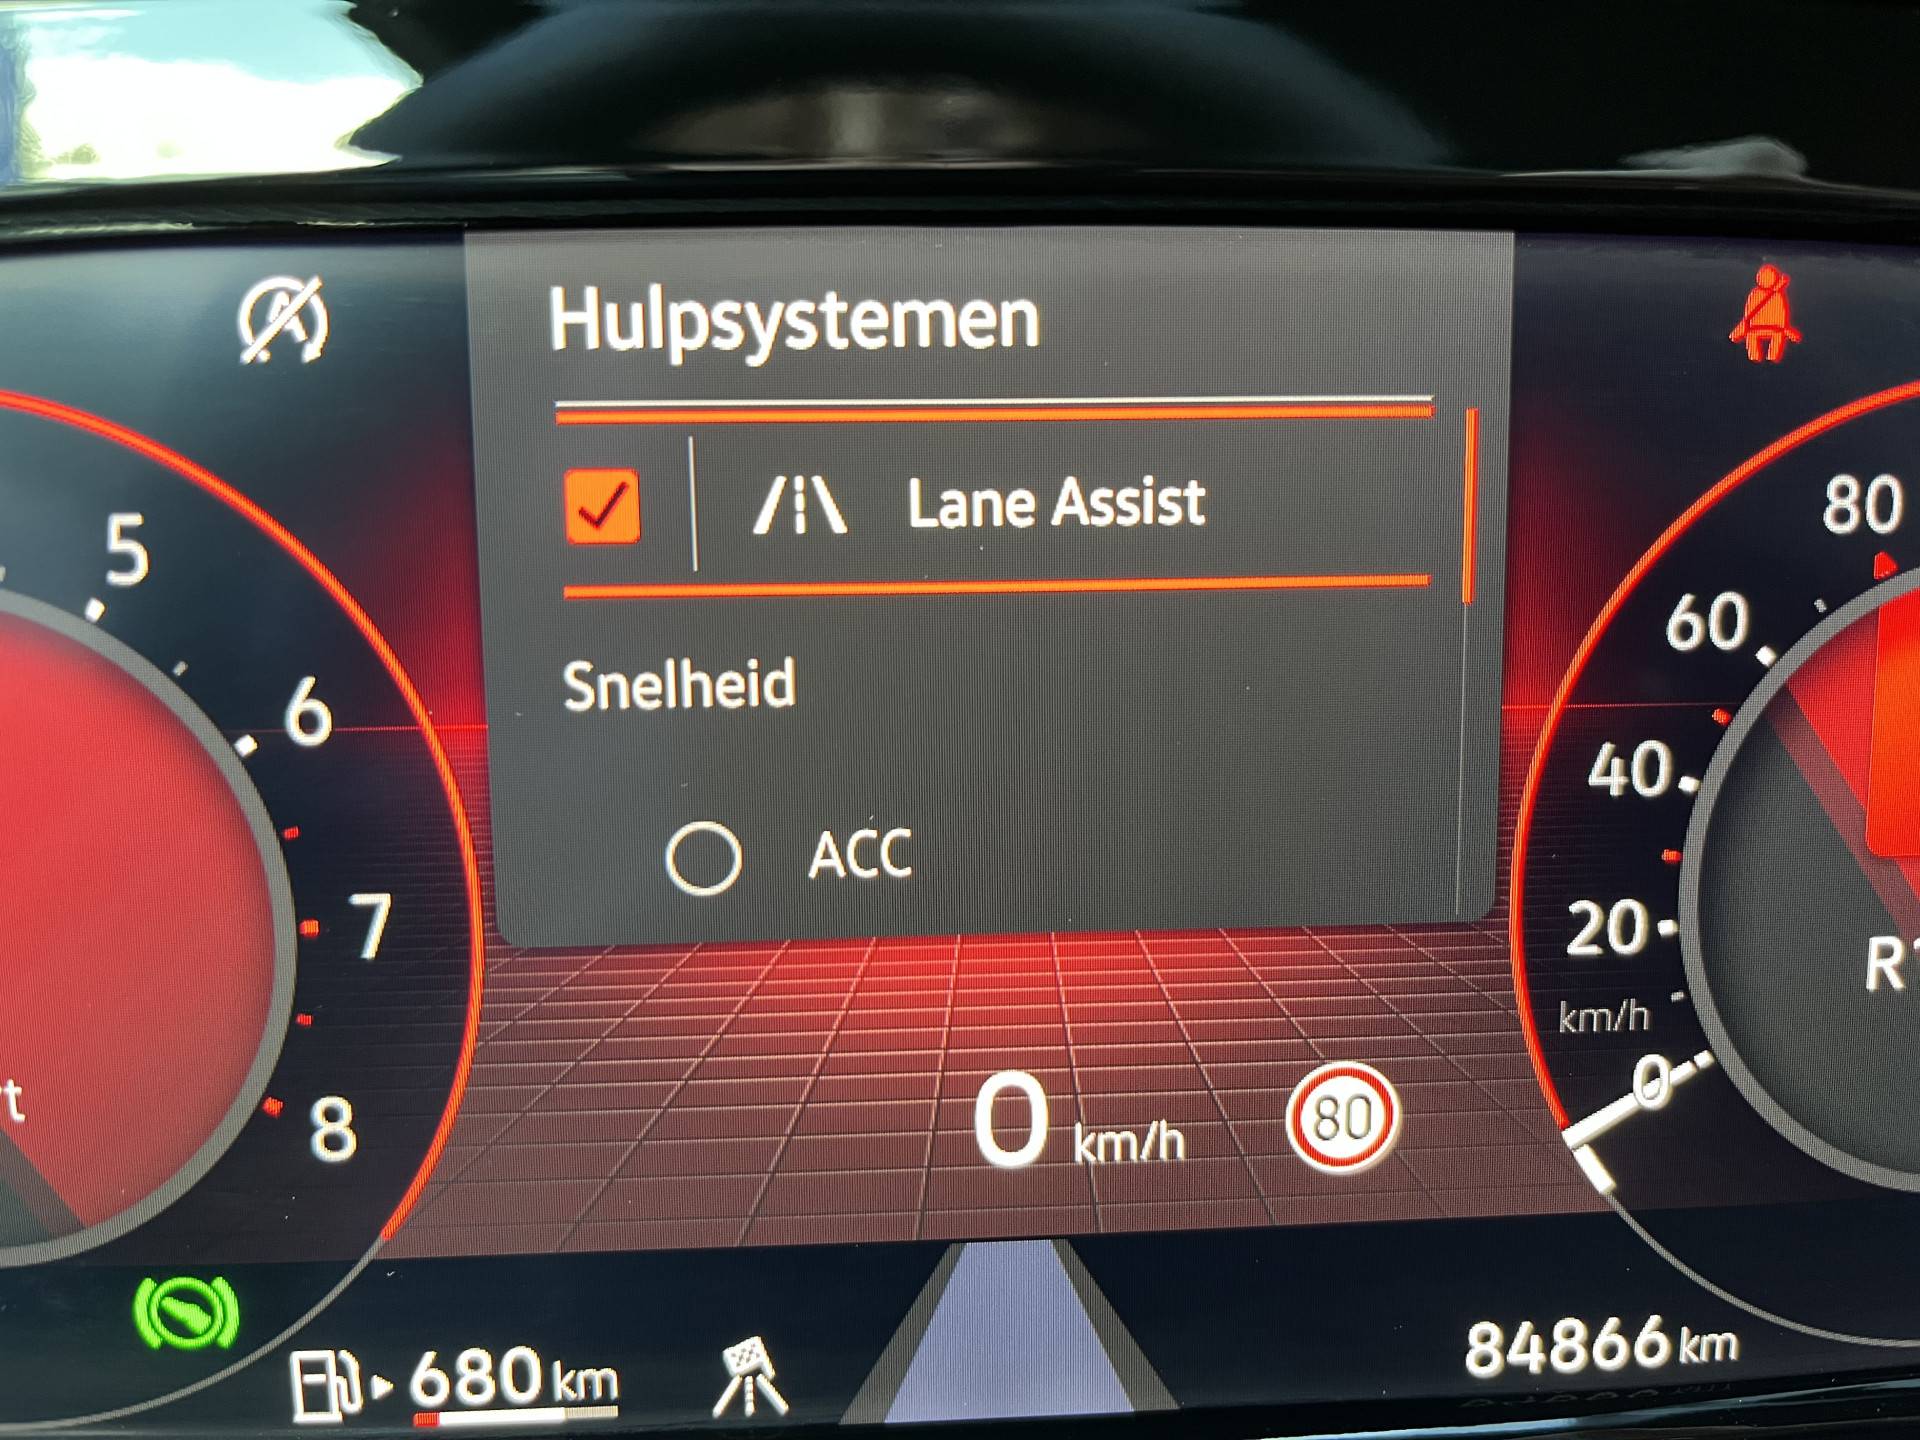 Hulpsystemen
Lane Assist
Snelheid
ACC
5
6
7
8
80
60
40
20
km/h
0
0 km/h
80
680 km
84866 km